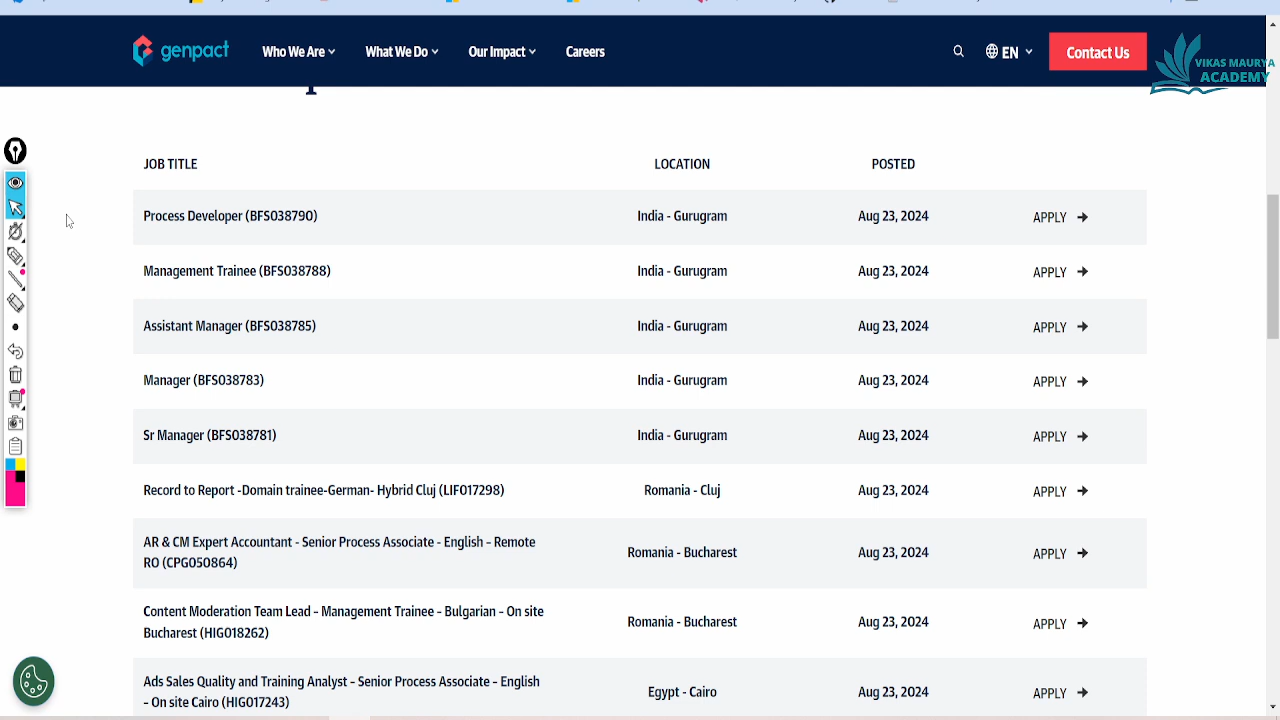 genpact
Who We Are
What We Do
Our Impact
Careers
EN
Contact Us
VIKAS MAURYA
ACADEMY
JOB TITLE LOCATION POSTED
Process Developer (BFS038790) India - Gurugram Aug 23, 2024 APPLY
Management Trainee (BFS038788) India - Gurugram Aug 23, 2024 APPLY
Assistant Manager (BFS038785) India - Gurugram Aug 23, 2024 APPLY
Manager (BFS038783) India - Gurugram Aug 23, 2024 APPLY
Sr Manager (BFS038781) India - Gurugram Aug 23, 2024 APPLY
Record to Report -Domain trainee-German- Hybrid Cluj (LIF017298) Romania - Cluj Aug 23, 2024 APPLY
AR & CM Expert Accountant - Senior Process Associate - English – Remote
RO (CPG050864) Romania - Bucharest Aug 23, 2024 APPLY
Content Moderation Team Lead – Management Trainee – Bulgarian – On site
Bucharest (HIG018262) Romania - Bucharest Aug 23, 2024 APPLY
Ads Sales Quality and Training Analyst – Senior Process Associate – English
– On site Cairo (HIG017243) Egypt - Cairo Aug 23, 2024 APPLY